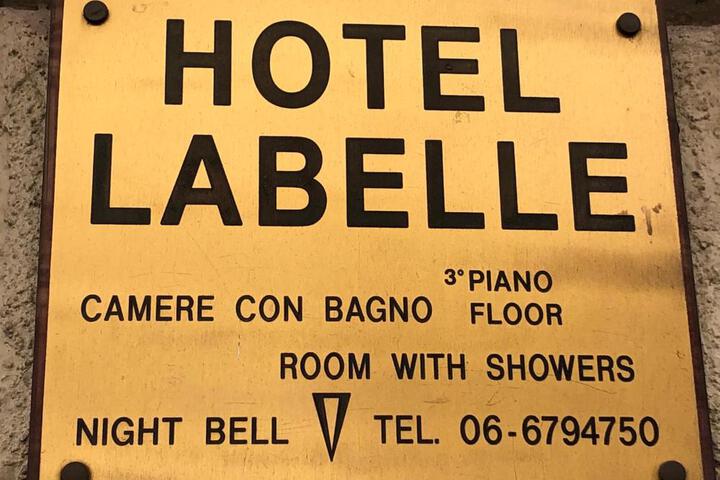 HOTEL
LABELLE
3° PIANO
CAMERE CON BAGNO FLOOR
ROOM WITH SHOWERS
NIGHT BELL TEL. 06-6794750